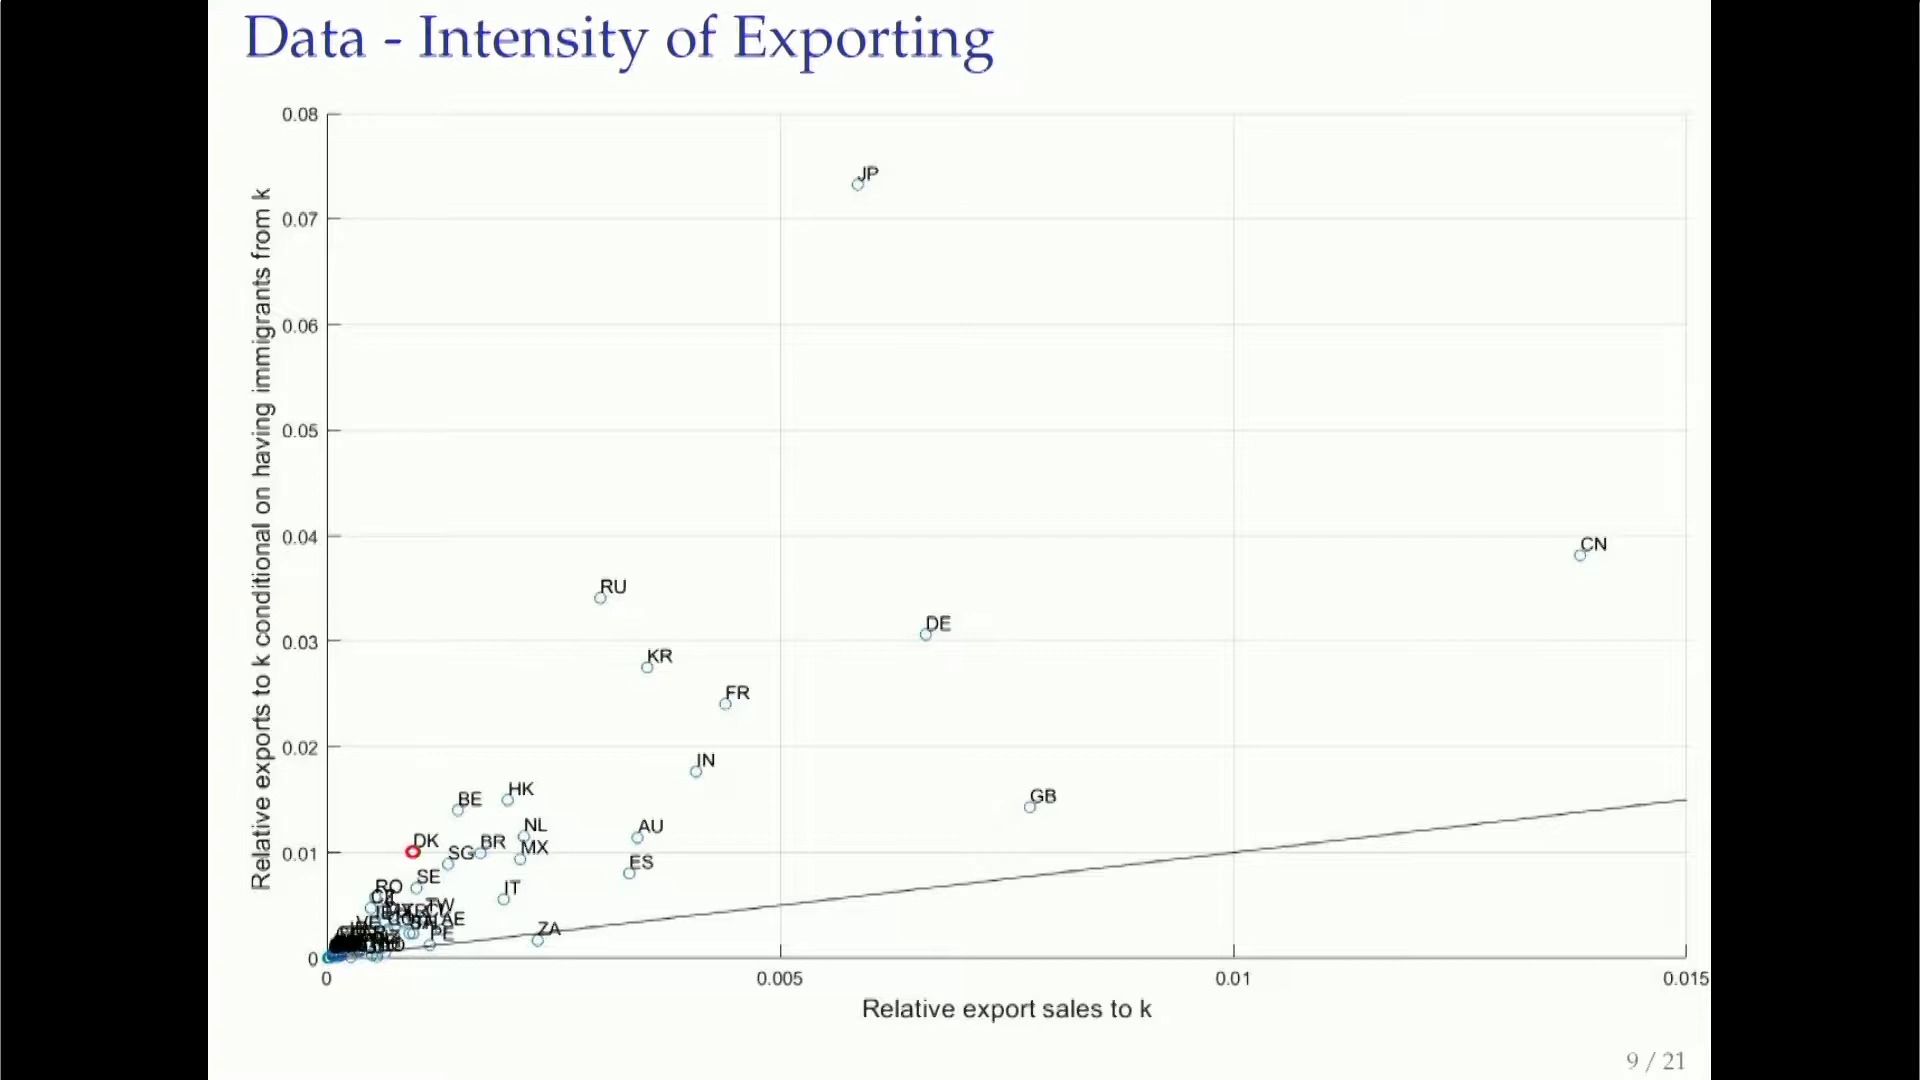 Data - Intensity of Exporting
Relative exports to k conditional on having immigrants from k
0.08
0.07
0.06
0.05
0.04
0.03
0.02
0.01
0
JP
CN
RU
DE
KR
FR
IN
HK
BE
GB
NL
AU
DK
BR
MX
SG
ES
SE
IT
RO
TW
AE
ZA
PE
0
0.005
0.01
0.015
Relative export sales to k
9 / 21